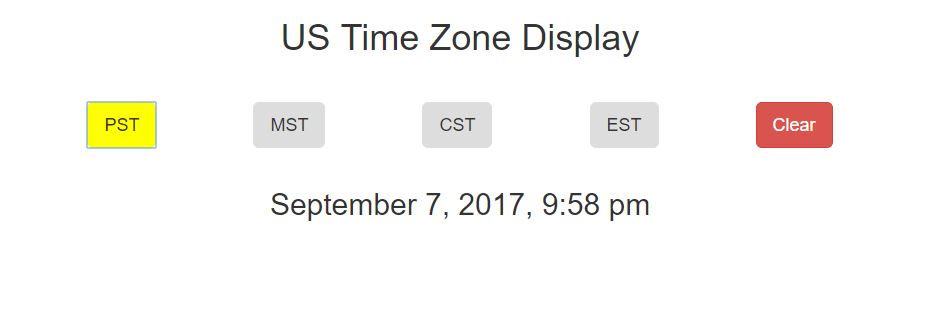 US Time Zone Display
PST MST CST EST Clear
September 7, 2017, 9:58 pm